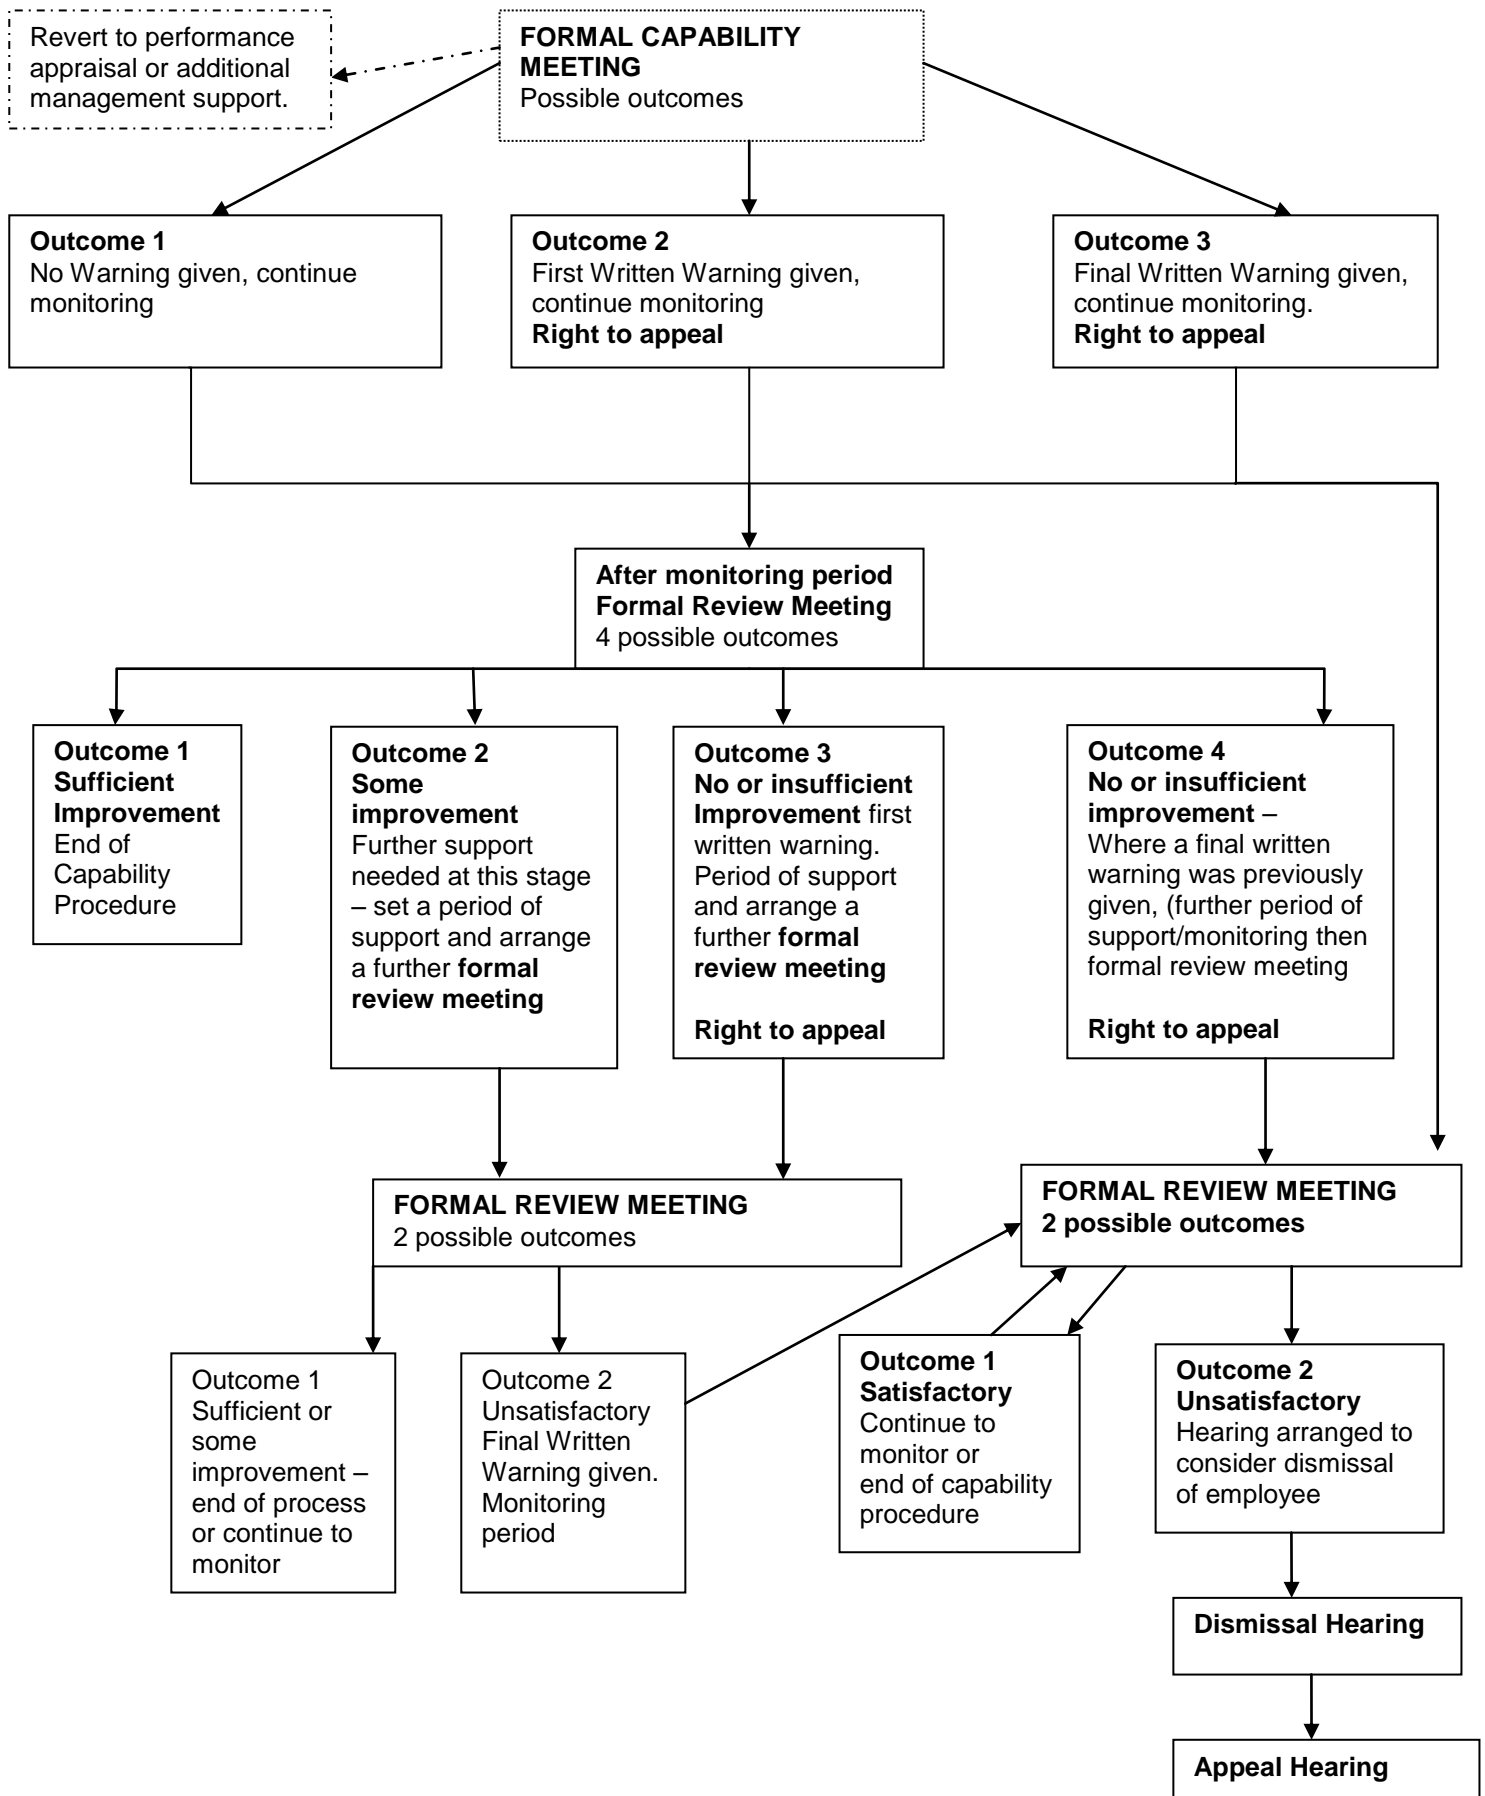 Revert to performance
appraisal or additional
management support.
FORMAL CAPABILITY
MEETING
Possible outcomes
Outcome 1
No Warning given, continue
monitoring
Outcome 2
First Written Warning given,
continue monitoring
Right to appeal
Outcome 3
Final Written Warning given,
continue monitoring.
Right to appeal
After monitoring period
Formal Review Meeting
4 possible outcomes
Outcome 1
Sufficient
Improvement
End of
Capability
Procedure
Outcome 2
Some
improvement
Further support
needed at this stage
– set a period of
support and arrange
a further formal
review meeting
Outcome 3
No or insufficient
Improvement first
written warning.
Period of support
and arrange a
further formal
review meeting
Right to appeal
Outcome 4
No or insufficient
improvement –
Where a final written
warning was previously
given, (further period of
support/monitoring then
formal review meeting
Right to appeal
FORMAL REVIEW MEETING
2 possible outcomes
FORMAL REVIEW MEETING
2 possible outcomes
Outcome 1
Sufficient or
some
improvement –
end of process
or continue to
monitor
Outcome 2
Unsatisfactory
Final Written
Warning given.
Monitoring
period
Outcome 1
Satisfactory
Continue to
monitor or
end of capability
procedure
Outcome 2
Unsatisfactory
Hearing arranged to
consider dismissal
of employee
Dismissal Hearing
Appeal Hearing